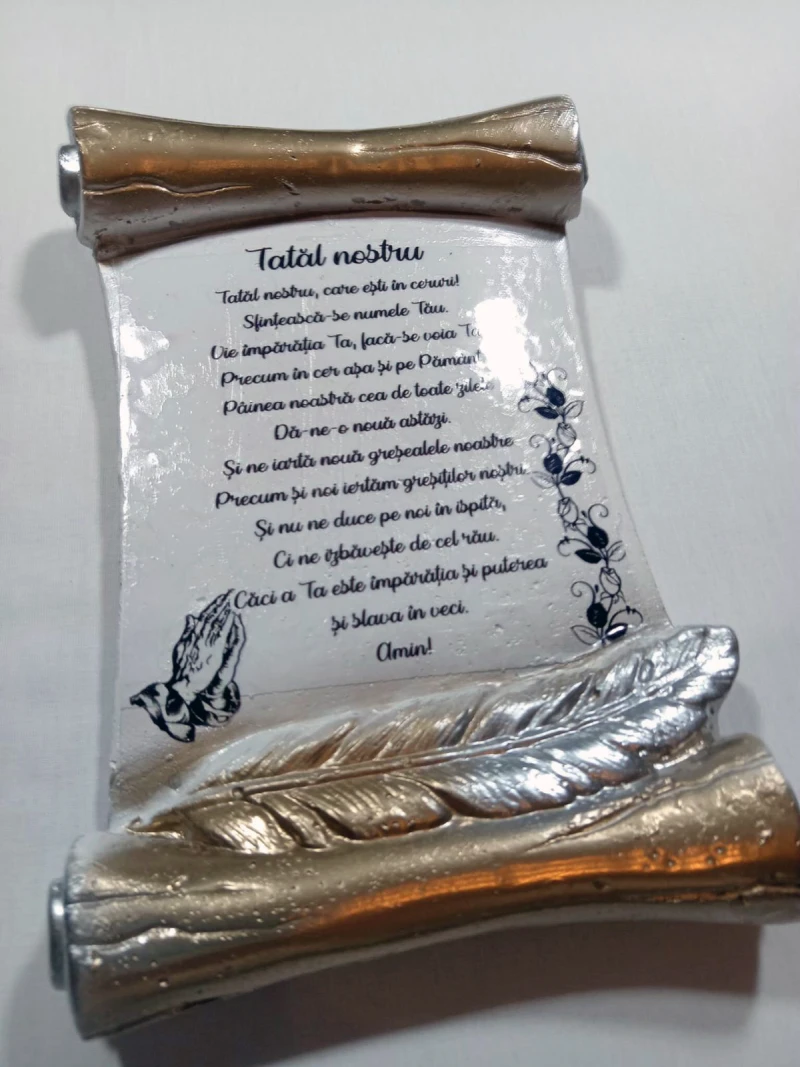 Tatăl nostru
Tatăl nostru, care ești în ceruri!
Sfințească-se numele Tău.
Vie împărăția Ta, facă-se voia Ta
Precum în cer așa și pe Pământ
Pâinea noastră cea de toate zilele
Dă-ne-o nouă astăzi.
Și ne iartă nouă greșealele noastre
Precum și noi iertăm greșiților noștri
Și nu ne duce pe noi în ispită,
Ci ne izbăvește de cel rău.
Căci a Ta este împărăția și puterea
și slava în veci.
Amin!